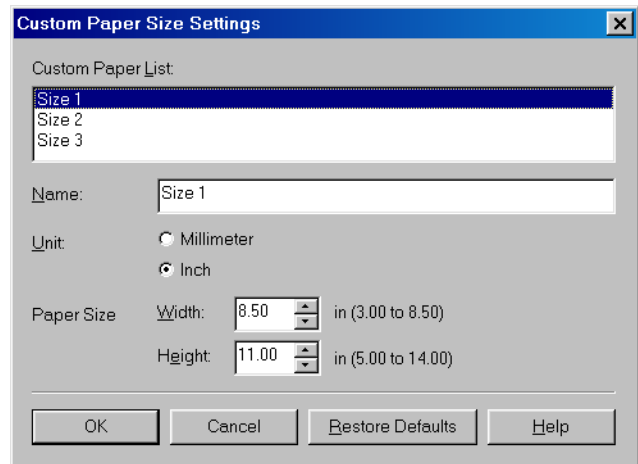 Custom Paper Size Settings
Custom Paper List:
Size 1
Size 2
Size 3
Name: Size 1
Unit: Millimeter
Inch
Paper Size Width: 8.50 in (3.00 to 8.50)
Height: 11.00 in (5.00 to 14.00)
OK Cancel Restore Defaults Help